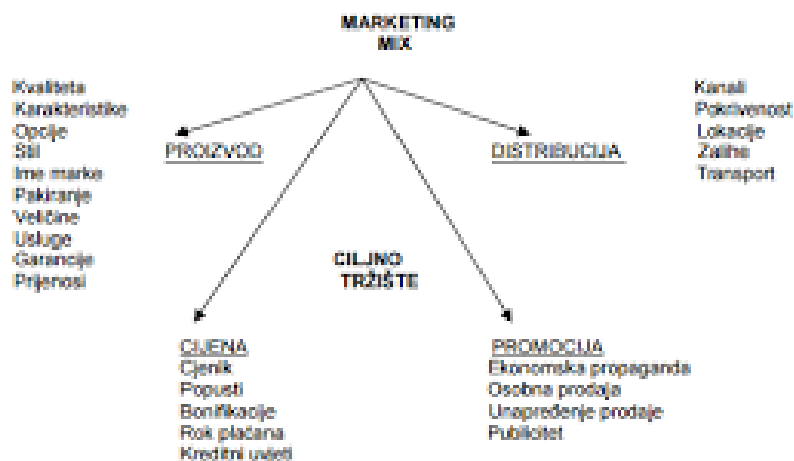 MARKETING
MIX
Kvaliteta
Karakteristike
Opcije
Stil
Ime marke
Pakiranje
Veličine
Usluge
Garancije
Prijenosi
PROIZVOD
DISTRIBUCIJA
Kanali
Pokrivenost
Lokacije
Zalihe
Transport
CILJNO
TRŽIŠTE
CIJENA
Cjenik
Popusti
Bonifikacije
Rok plaćana
Kreditni uvjeti
PROMOCIJA
Ekonomska propaganda
Osobna prodaja
Unapređenje prodaje
Publicitet